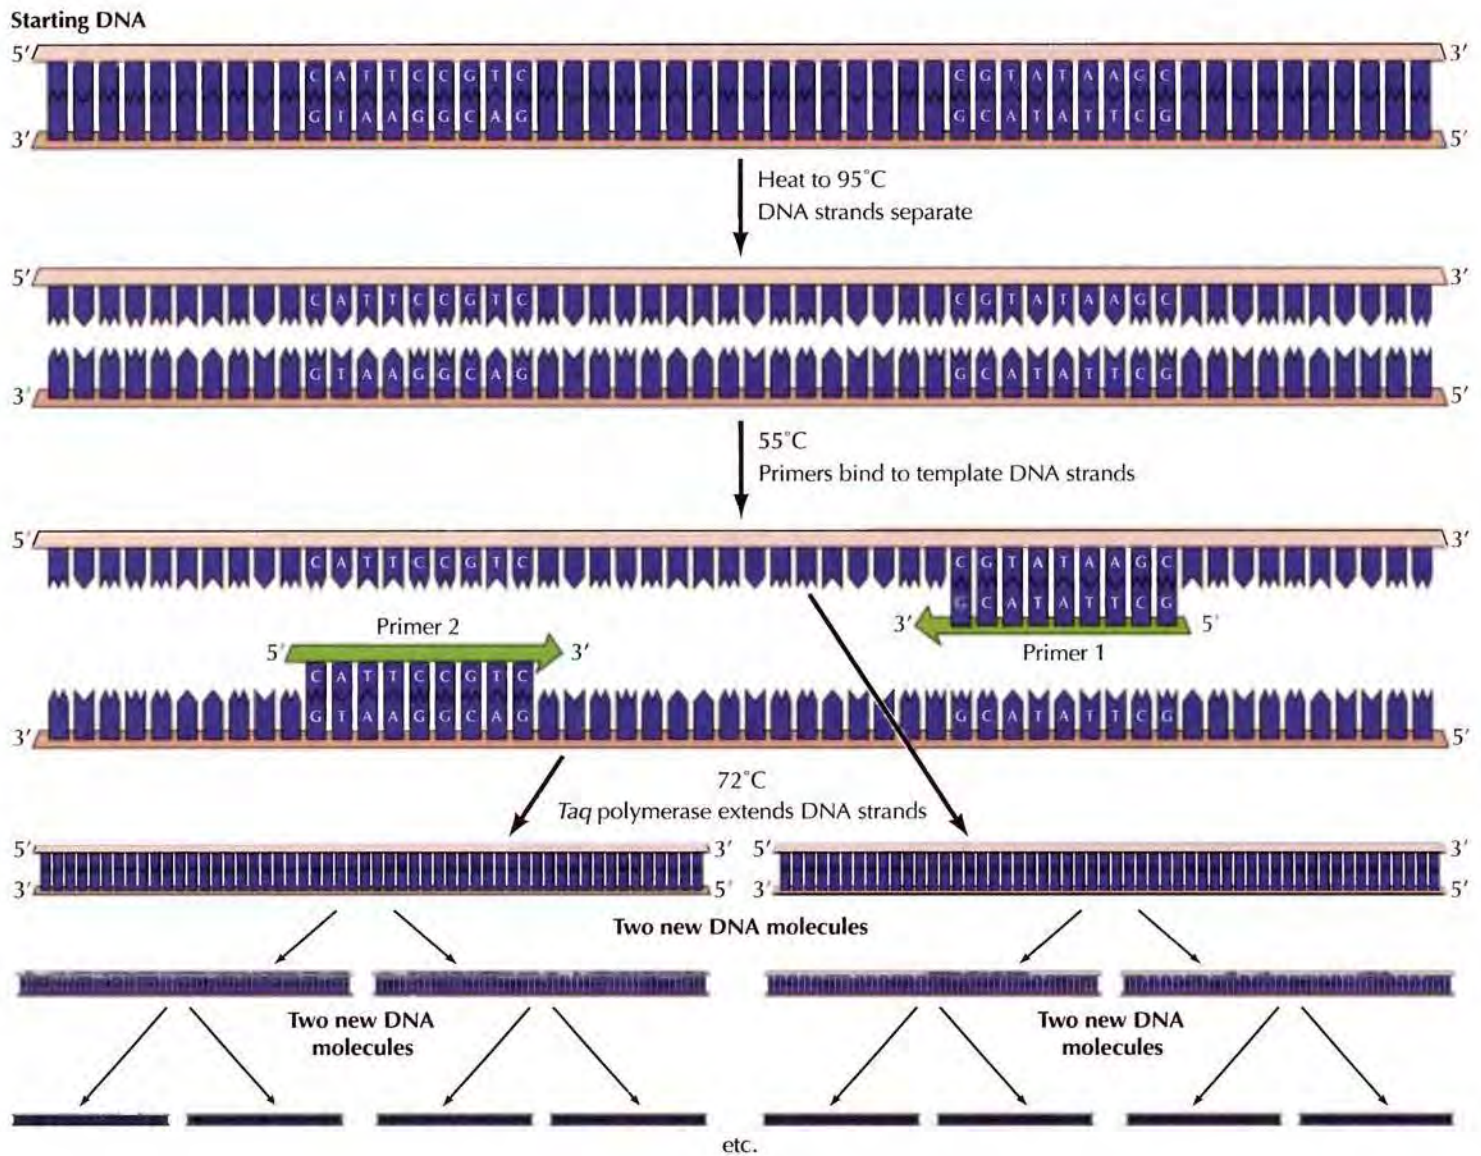 Starting DNA
5′ 3′
C A T T C C G T C C G T A T A A G C
G T A A G G C A G G C A T A T T C G
3′ 5′
Heat to 95˚C
DNA strands separate
5′ 3′
C A T T C C G T C C G T A T A A G C
G T A A G G C A G G C A T A T T C G
3′ 5′
55˚C
Primers bind to template DNA strands
5′ 3′
C A T T C C G T C C G T A T A A G C
G C A T A T T C G
3′ 5′
Primer 2 Primer 1
5′ 3′
C A T T C C G T C
G T A A G G C A G G C A T A T T C G
3′ 5′
72˚C
Taq polymerase extends DNA strands
5′ 3′ 5′ 3′
3′ 5′ 3′ 5′
Two new DNA molecules
Two new DNA
molecules
Two new DNA
molecules
etc.